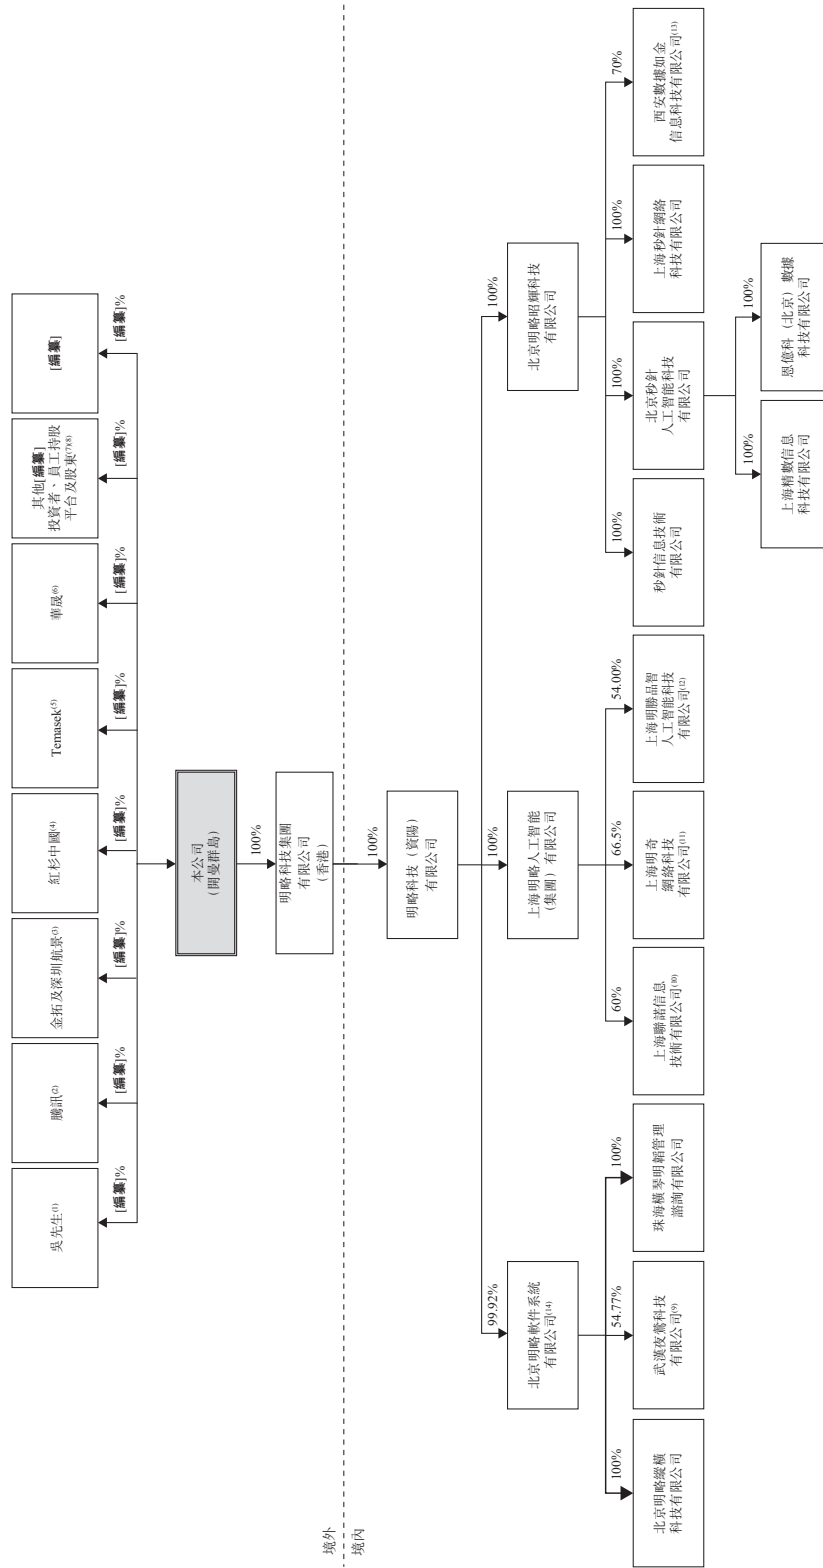 吳先生(1)
騰訊(2)
金拓及深圳航景(3)
紅杉中國(4)
Temasek(5)
華晟(6)
其他[編纂]
投資者、員工持股
平台及股東(7)(8)
[編纂]
[編纂]%
[編纂]%
[編纂]%
[編纂]%
[編纂]%
[編纂]%
[編纂]%
[編纂]%
本公司
(開曼群島)
100%
明略科技集團
有限公司
(香港)
境外
境內
100%
明略科技(資陽)
有限公司
99.92%
100%
100%
北京明略軟件系統
有限公司(14)
上海明略人工智能
(集團)有限公司
北京明略昭輝科技
有限公司
100%
54.77%
100%
60%
66.5%
54.00%
100%
100%
100%
70%
北京明略縱橫
科技有限公司
武漢夜鶯科技
有限公司(9)
珠海橫琴明韜管理
諮詢有限公司
上海聯諾信息
技術有限公司(10)
上海明奇
網絡科技
有限公司(11)
上海明勝品智
人工智能科技
有限公司(12)
秒針信息技術
有限公司
北京秒針
人工智能科技
有限公司
上海秒針網絡
科技有限公司
西安數據如金
信息科技有限公司(13)
100%
100%
上海精數信息
科技有限公司
恩億科(北京)數據
科技有限公司